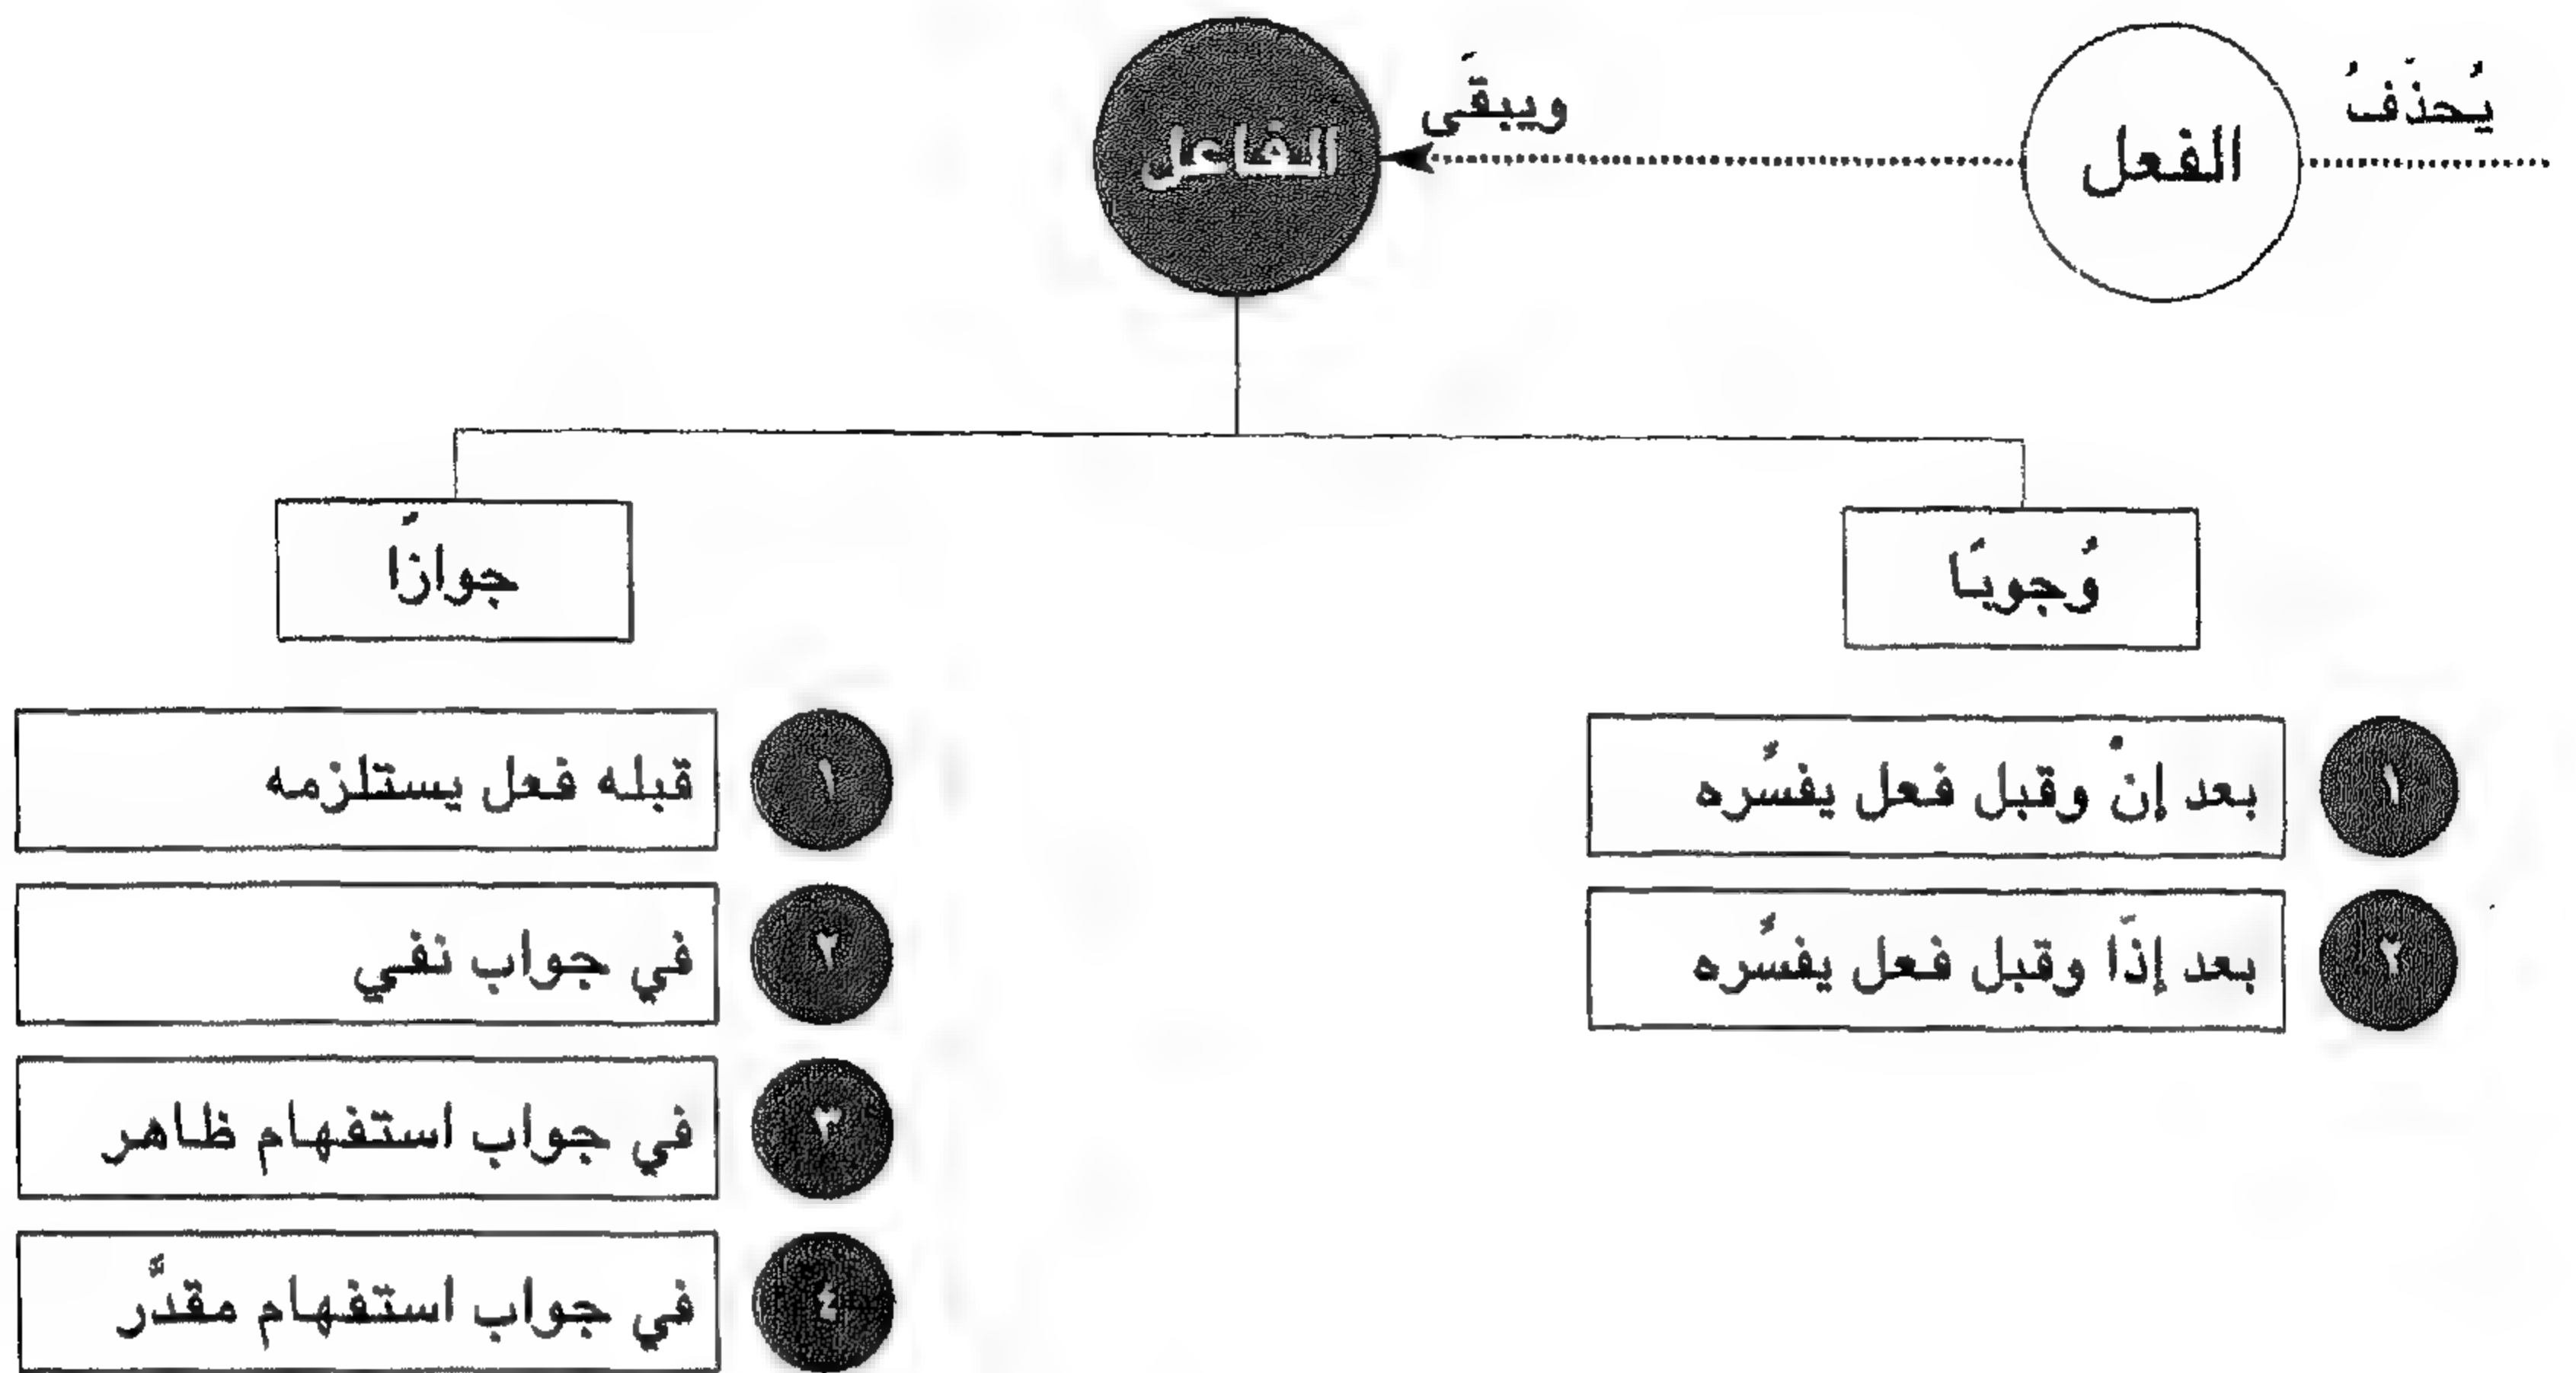 يُحذَفُ
الفعل
ويبقَى
الفاعل
وُجوبًا
١ بعد إنْ وقبل فعل يفسِّره
٢ بعد إذَا وقبل فعل يفسِّره
جوازًا
١ قبله فعل يستلزمه
٢ في جواب نفي
٣ في جواب استفهام ظاهر
٤ في جواب استفهام مقدَّر